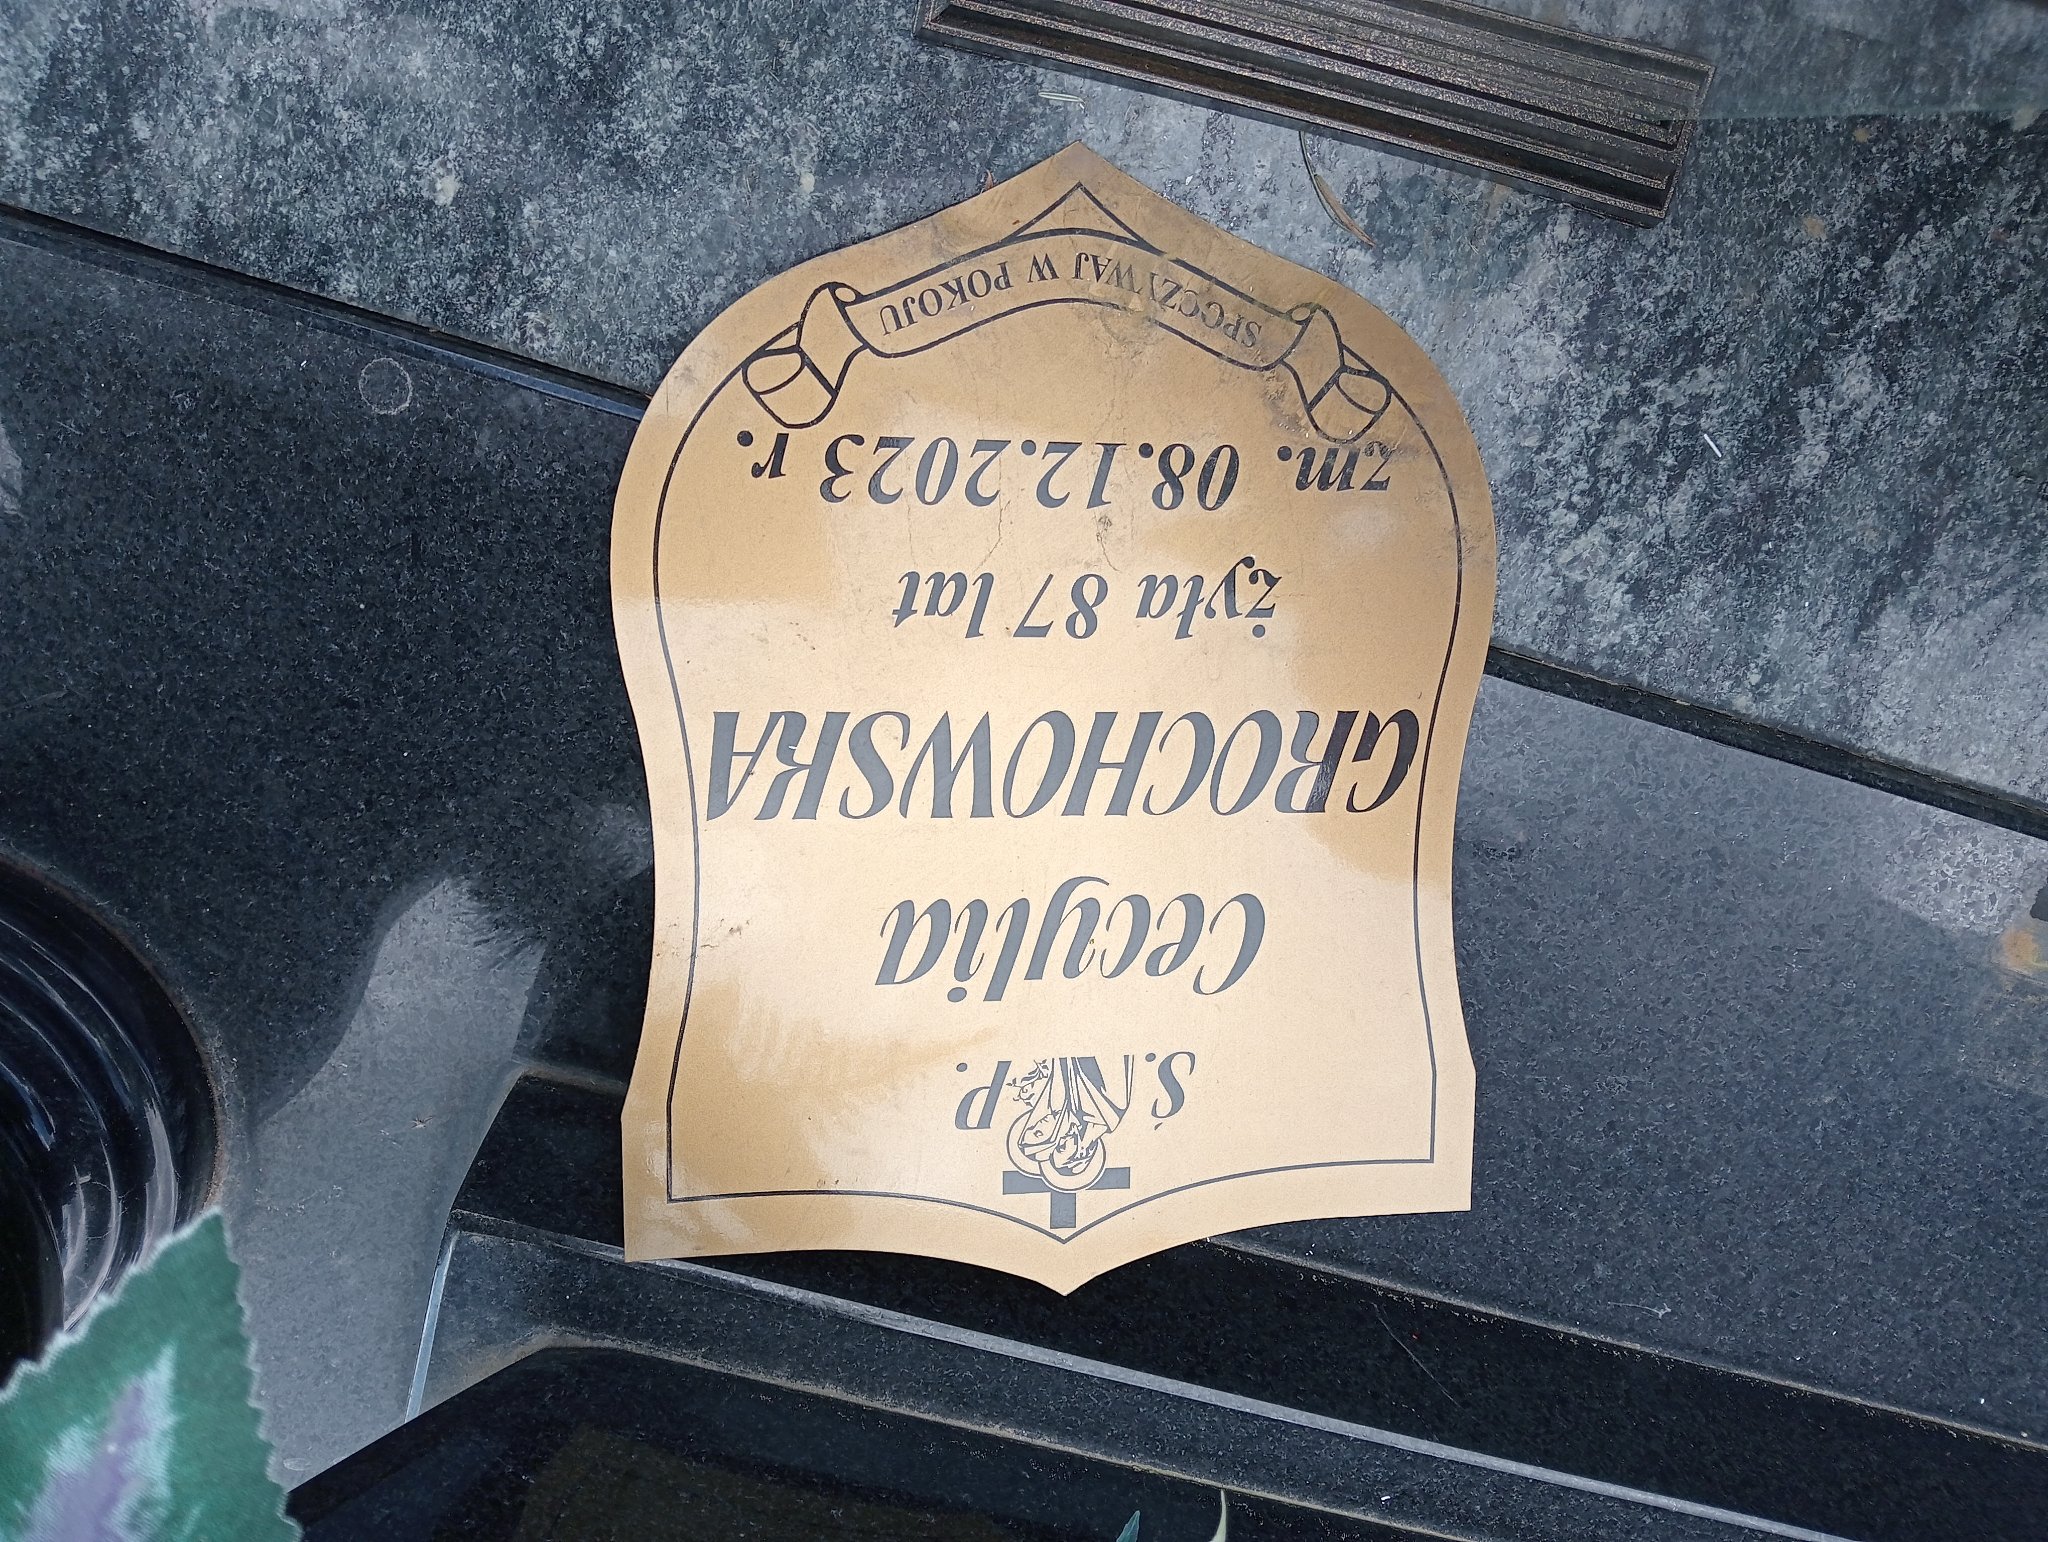 Ś. P.
Cecylia
GROCHOWSKA
żyła 87 lat
zm. 08.12.2023 r.
SPOCZYWAJ W POKOJU